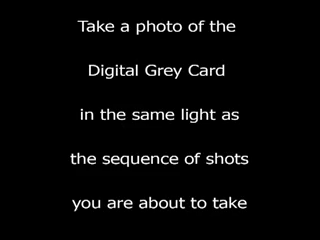 Take a photo of the
Digital Grey Card
in the same light as
the sequence of shots
you are about to take